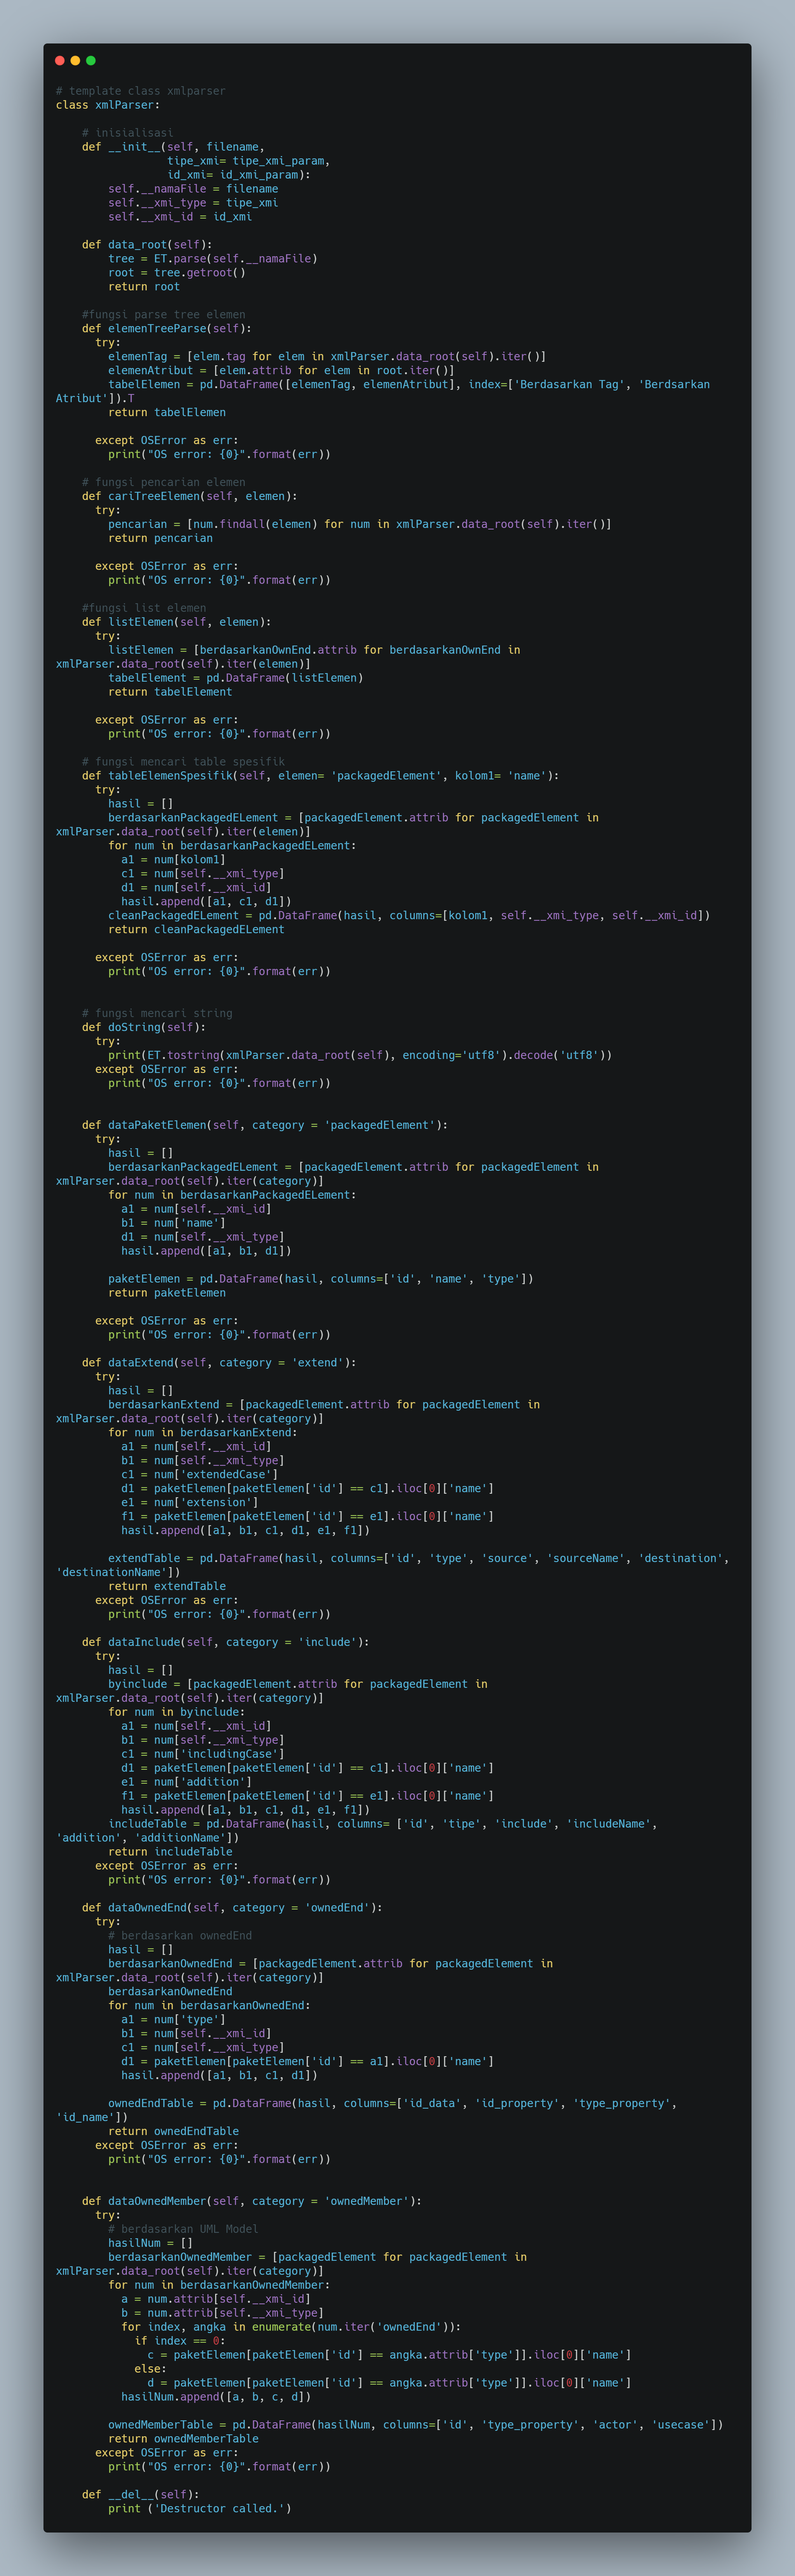 # template class xmlparser
class xmlParser:
    # inisialisasi
    def __init__(self, filename,
                 tipe_xmi= tipe_xmi_param,
                 id_xmi= id_xmi_param):
        self.__namaFile = filename
        self.__xmi_type = tipe_xmi
        self.__xmi_id = id_xmi
    def data_root(self):
        tree = ET.parse(self.__namaFile)
        root = tree.getroot()
        return root
    #fungsi parse tree elemen
    def elemenTreeParse(self):
      try:
        elemenTag = [elem.tag for elem in xmlParser.data_root(self).iter()]
        elemenAtribut = [elem.attrib for elem in root.iter()]
        tabelElemen = pd.DataFrame([elemenTag, elemenAtribut], index=['Berdasarkan Tag', 'Berdsarkan
Atribut']).T
        return tabelElemen
      except OSError as err:
        print("OS error: {0}".format(err))
    # fungsi pencarian elemen
    def cariTreeElemen(self, elemen):
      try:
        pencarian = [num.findall(elemen) for num in xmlParser.data_root(self).iter()]
        return pencarian
      except OSError as err:
        print("OS error: {0}".format(err))
    #fungsi list elemen
    def listElemen(self, elemen):
      try:
        listElemen = [berdasarkanOwnEnd.attrib for berdasarkanOwnEnd in
xmlParser.data_root(self).iter(elemen)]
        tabelElement = pd.DataFrame(listElemen)
        return tabelElement
      except OSError as err:
        print("OS error: {0}".format(err))
    # fungsi mencari table spesifik
    def tableElemenSpesifik(self, elemen= 'packagedElement', kolom1= 'name'):
      try:
        hasil = []
        berdasarkanPackagedELement = [packagedElement.attrib for packagedElement in
xmlParser.data_root(self).iter(elemen)]
        for num in berdasarkanPackagedELement:
          a1 = num[kolom1]
          c1 = num[self.__xmi_type]
          d1 = num[self.__xmi_id]
          hasil.append([a1, c1, d1])
        cleanPackagedELement = pd.DataFrame(hasil, columns=[kolom1, self.__xmi_type, self.__xmi_id])
        return cleanPackagedELement
      except OSError as err:
        print("OS error: {0}".format(err))
    # fungsi mencari string
    def doString(self):
      try:
        print(ET.tostring(xmlParser.data_root(self), encoding='utf8').decode('utf8'))
      except OSError as err:
        print("OS error: {0}".format(err))
    def dataPaketElemen(self, category = 'packagedElement'):
      try:
        hasil = []
        berdasarkanPackagedELement = [packagedElement.attrib for packagedElement in
xmlParser.data_root(self).iter(category)]
        for num in berdasarkanPackagedELement:
          a1 = num[self.__xmi_id]
          b1 = num['name']
          d1 = num[self.__xmi_type]
          hasil.append([a1, b1, d1])
        paketElemen = pd.DataFrame(hasil, columns=['id', 'name', 'type'])
        return paketElemen
      except OSError as err:
        print("OS error: {0}".format(err))
    def dataExtend(self, category = 'extend'):
      try:
        hasil = []
        berdasarkanExtend = [packagedElement.attrib for packagedElement in
xmlParser.data_root(self).iter(category)]
        for num in berdasarkanExtend:
          a1 = num[self.__xmi_id]
          b1 = num[self.__xmi_type]
          c1 = num['extendedCase']
          d1 = paketElemen[paketElemen['id'] == c1].iloc[0]['name']
          e1 = num['extension']
          f1 = paketElemen[paketElemen['id'] == e1].iloc[0]['name']
          hasil.append([a1, b1, c1, d1, e1, f1])
        extendTable = pd.DataFrame(hasil, columns=['id', 'type', 'source', 'sourceName', 'destination',
'destinationName'])
        return extendTable
      except OSError as err:
        print("OS error: {0}".format(err))
    def dataInclude(self, category = 'include'):
      try:
        hasil = []
        byinclude = [packagedElement.attrib for packagedElement in
xmlParser.data_root(self).iter(category)]
        for num in byinclude:
          a1 = num[self.__xmi_id]
          b1 = num[self.__xmi_type]
          c1 = num['includingCase']
          d1 = paketElemen[paketElemen['id'] == c1].iloc[0]['name']
          e1 = num['addition']
          f1 = paketElemen[paketElemen['id'] == e1].iloc[0]['name']
          hasil.append([a1, b1, c1, d1, e1, f1])
        includeTable = pd.DataFrame(hasil, columns= ['id', 'tipe', 'include', 'includeName',
'addition', 'additionName'])
        return includeTable
      except OSError as err:
        print("OS error: {0}".format(err))
    def dataOwnedEnd(self, category = 'ownedEnd'):
      try:
        # berdasarkan ownedEnd
        hasil = []
        berdasarkanOwnedEnd = [packagedElement.attrib for packagedElement in
xmlParser.data_root(self).iter(category)]
        berdasarkanOwnedEnd
        for num in berdasarkanOwnedEnd:
          a1 = num['type']
          b1 = num[self.__xmi_id]
          c1 = num[self.__xmi_type]
          d1 = paketElemen[paketElemen['id'] == a1].iloc[0]['name']
          hasil.append([a1, b1, c1, d1])
        ownedEndTable = pd.DataFrame(hasil, columns=['id_data', 'id_property', 'type_property',
'id_name'])
        return ownedEndTable
      except OSError as err:
        print("OS error: {0}".format(err))
    def dataOwnedMember(self, category = 'ownedMember'):
      try:
        # berdasarkan UML Model
        hasilNum = []
        berdasarkanOwnedMember = [packagedElement for packagedElement in
xmlParser.data_root(self).iter(category)]
        for num in berdasarkanOwnedMember:
          a = num.attrib[self.__xmi_id]
          b = num.attrib[self.__xmi_type]
          for index, angka in enumerate(num.iter('ownedEnd')):
            if index == 0:
              c = paketElemen[paketElemen['id'] == angka.attrib['type']].iloc[0]['name']
            else:
              d = paketElemen[paketElemen['id'] == angka.attrib['type']].iloc[0]['name']
          hasilNum.append([a, b, c, d])
        ownedMemberTable = pd.DataFrame(hasilNum, columns=['id', 'type_property', 'actor', 'usecase'])
        return ownedMemberTable
      except OSError as err:
        print("OS error: {0}".format(err))
    def __del__(self):
        print ('Destructor called.')